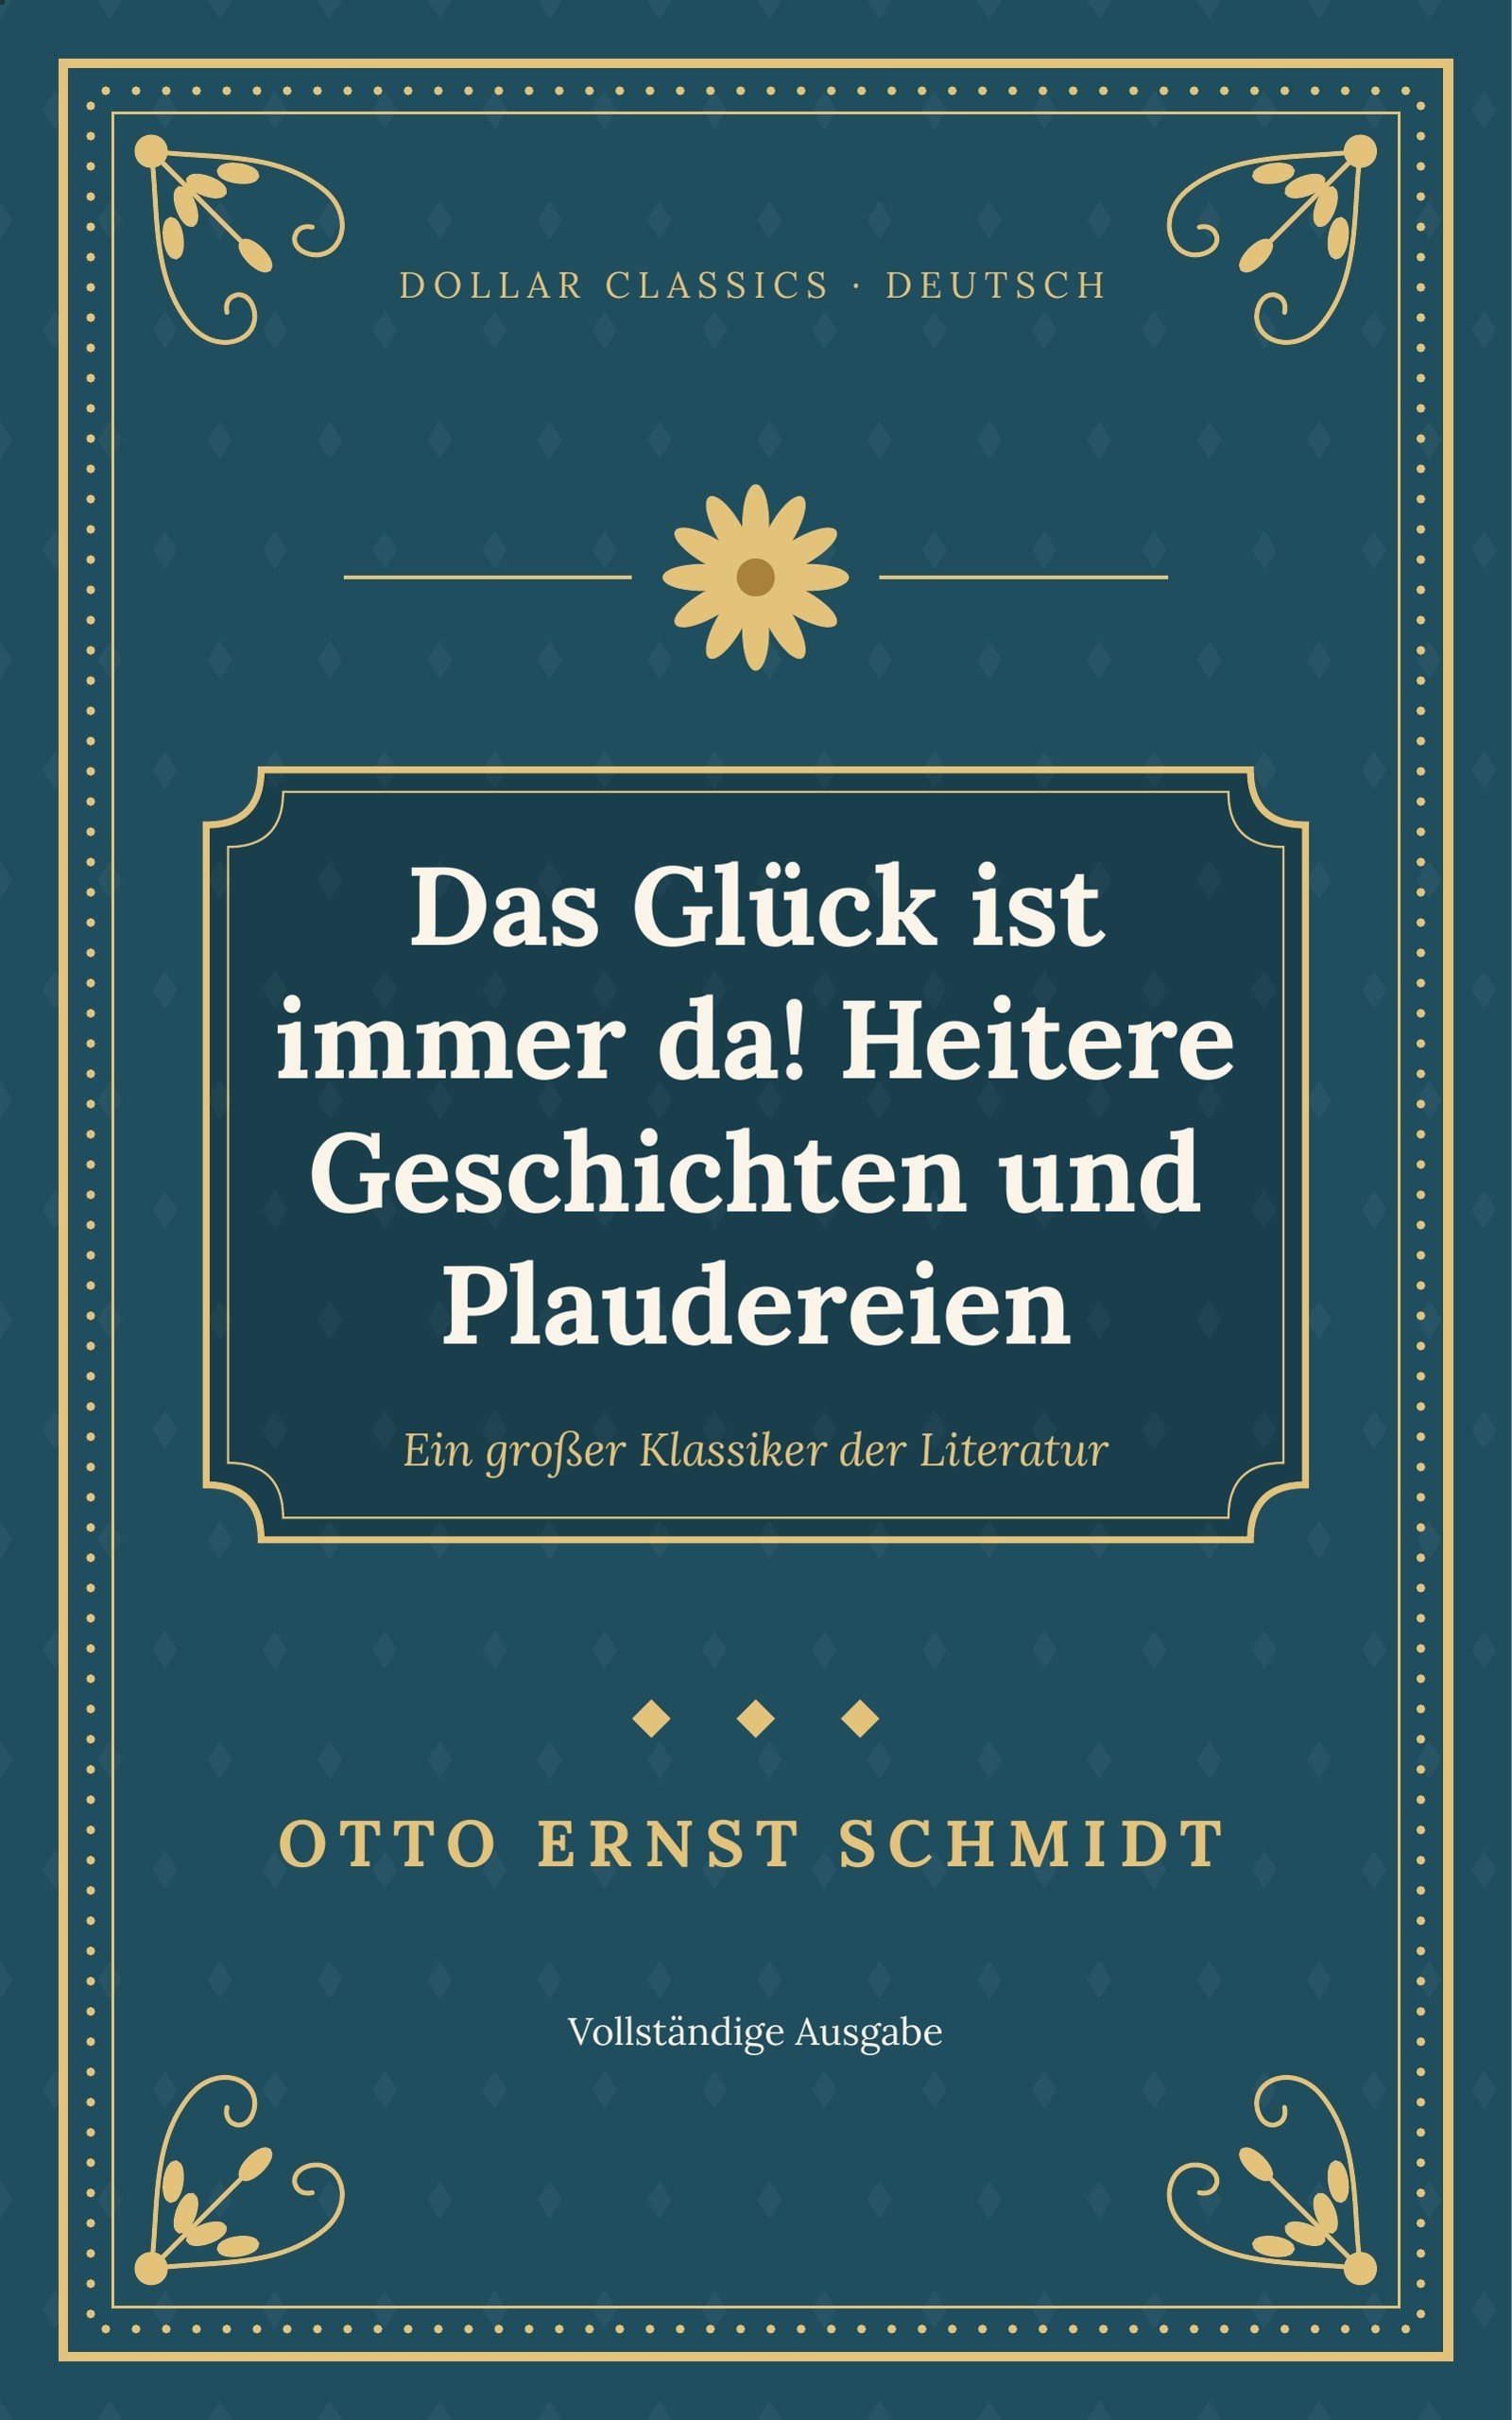 DOLLAR CLASSICS · DEUTSCH
Das Glück ist
immer da! Heitere
Geschichten und
Plaudereien
Ein großer Klassiker der Literatur
OTTO ERNST SCHMIDT
Vollständige Ausgabe